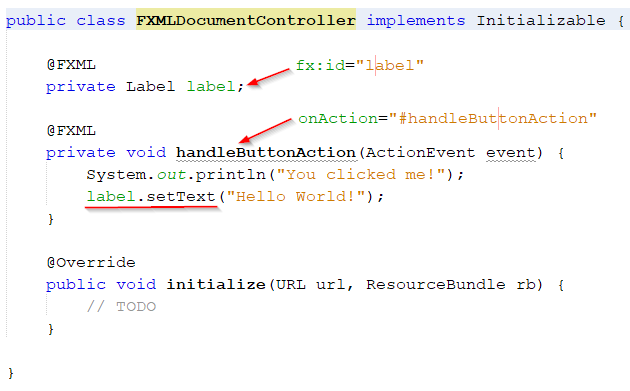 public class FXMLDocumentController implements Initializable {
@FXML fx:id="label"
private Label label;
onAction="#handleButtonAction"
@FXML
private void handleButtonAction(ActionEvent event) {
System.out.println("You clicked me!");
label.setText("Hello World!");
}
@Override
public void initialize(URL url, ResourceBundle rb) {
// TODO
}
}